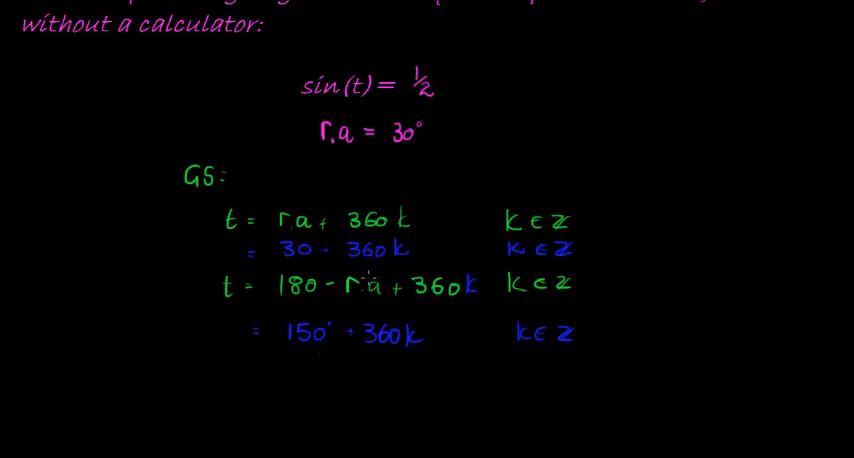 without a calculator:
sin(t) = 1/2
r.a = 30°
GS:
t = r.a + 360k k ∈ ℤ
= 30 + 360k k ∈ ℤ
t = 180 - r.a + 360k k ∈ ℤ
= 150° + 360k k ∈ ℤ